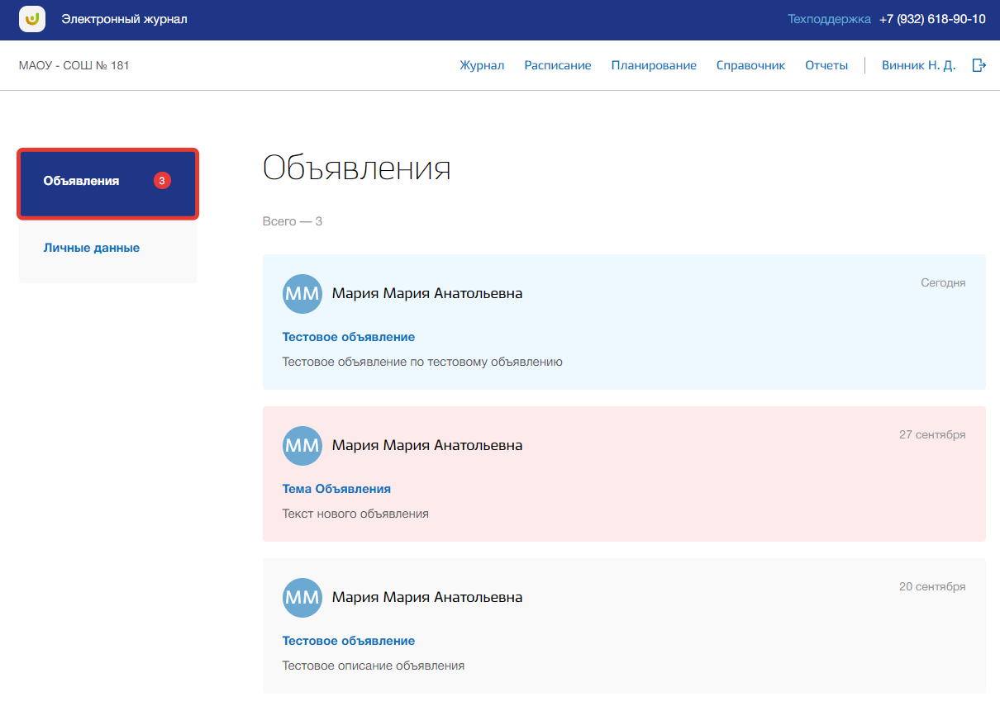 Электронный журнал
Техподдержка +7 (932) 618-90-10
МАОУ - СОШ № 181
Журнал Расписание Планирование Справочник Отчеты Винник Н. Д.
Объявления 3
Личные данные
Объявления
Всего — 3
ММ Мария Мария Анатольевна Сегодня
Тестовое объявление
Тестовое объявление по тестовому объявлению
ММ Мария Мария Анатольевна 27 сентября
Тема Объявления
Текст нового объявления
ММ Мария Мария Анатольевна 20 сентября
Тестовое объявление
Тестовое описание объявления